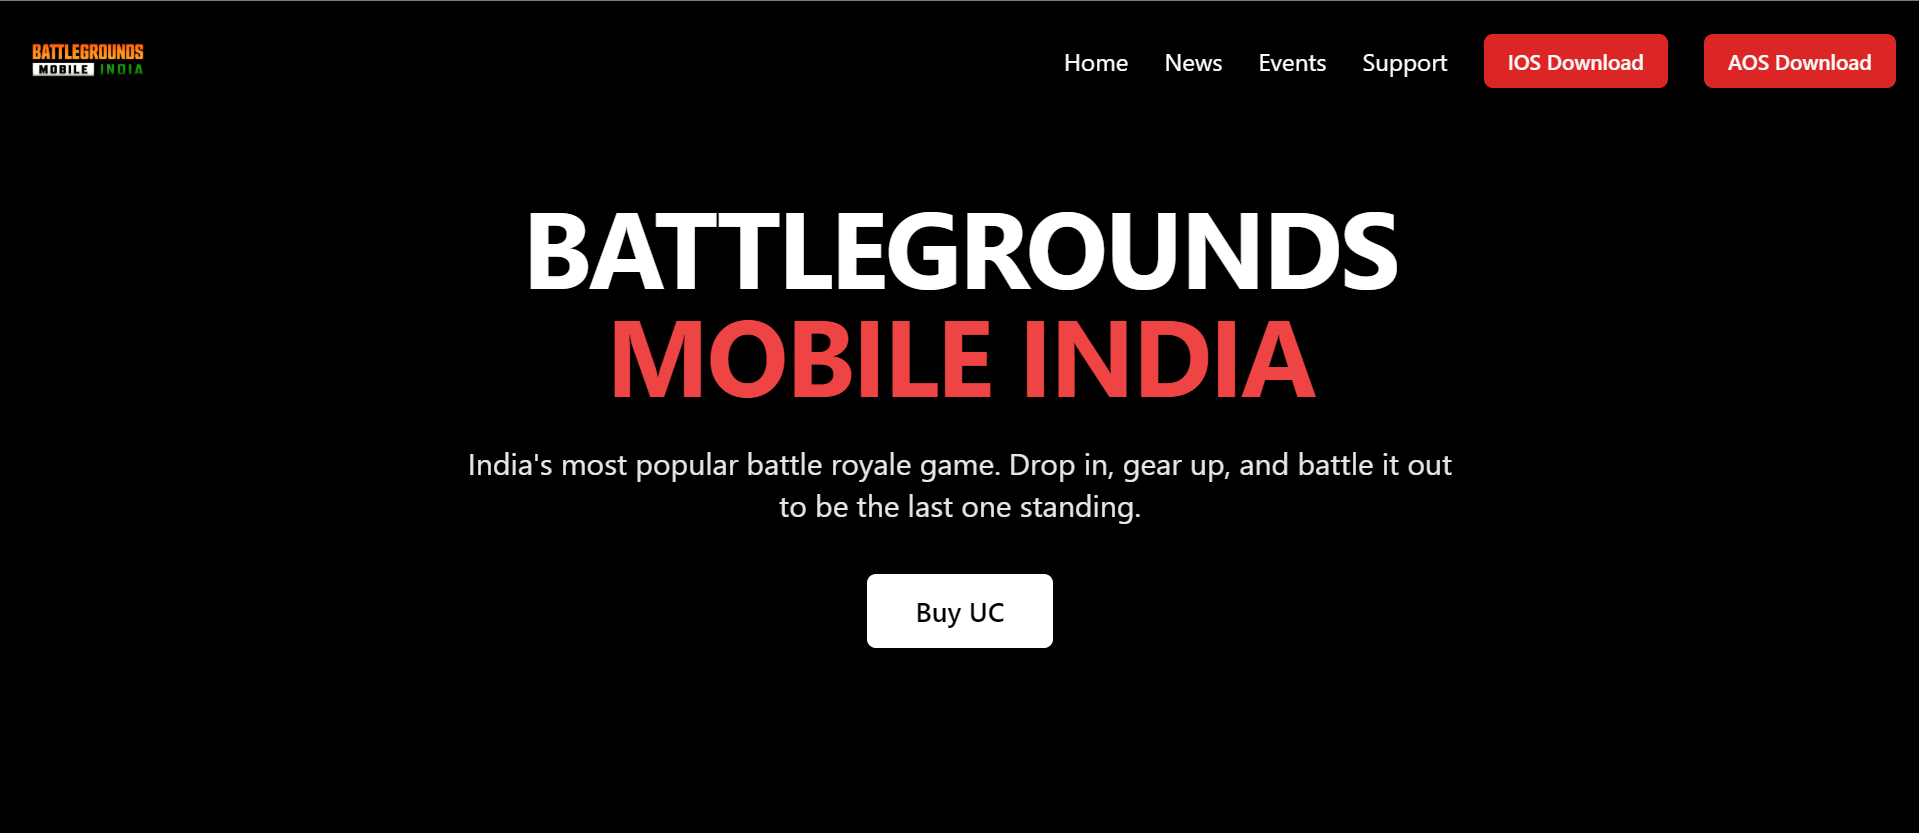 BATTLEGROUNDS
MOBILE INDIA
Home News Events Support IOS Download AOS Download
BATTLEGROUNDS
MOBILE INDIA
India's most popular battle royale game. Drop in, gear up, and battle it out
to be the last one standing.
Buy UC